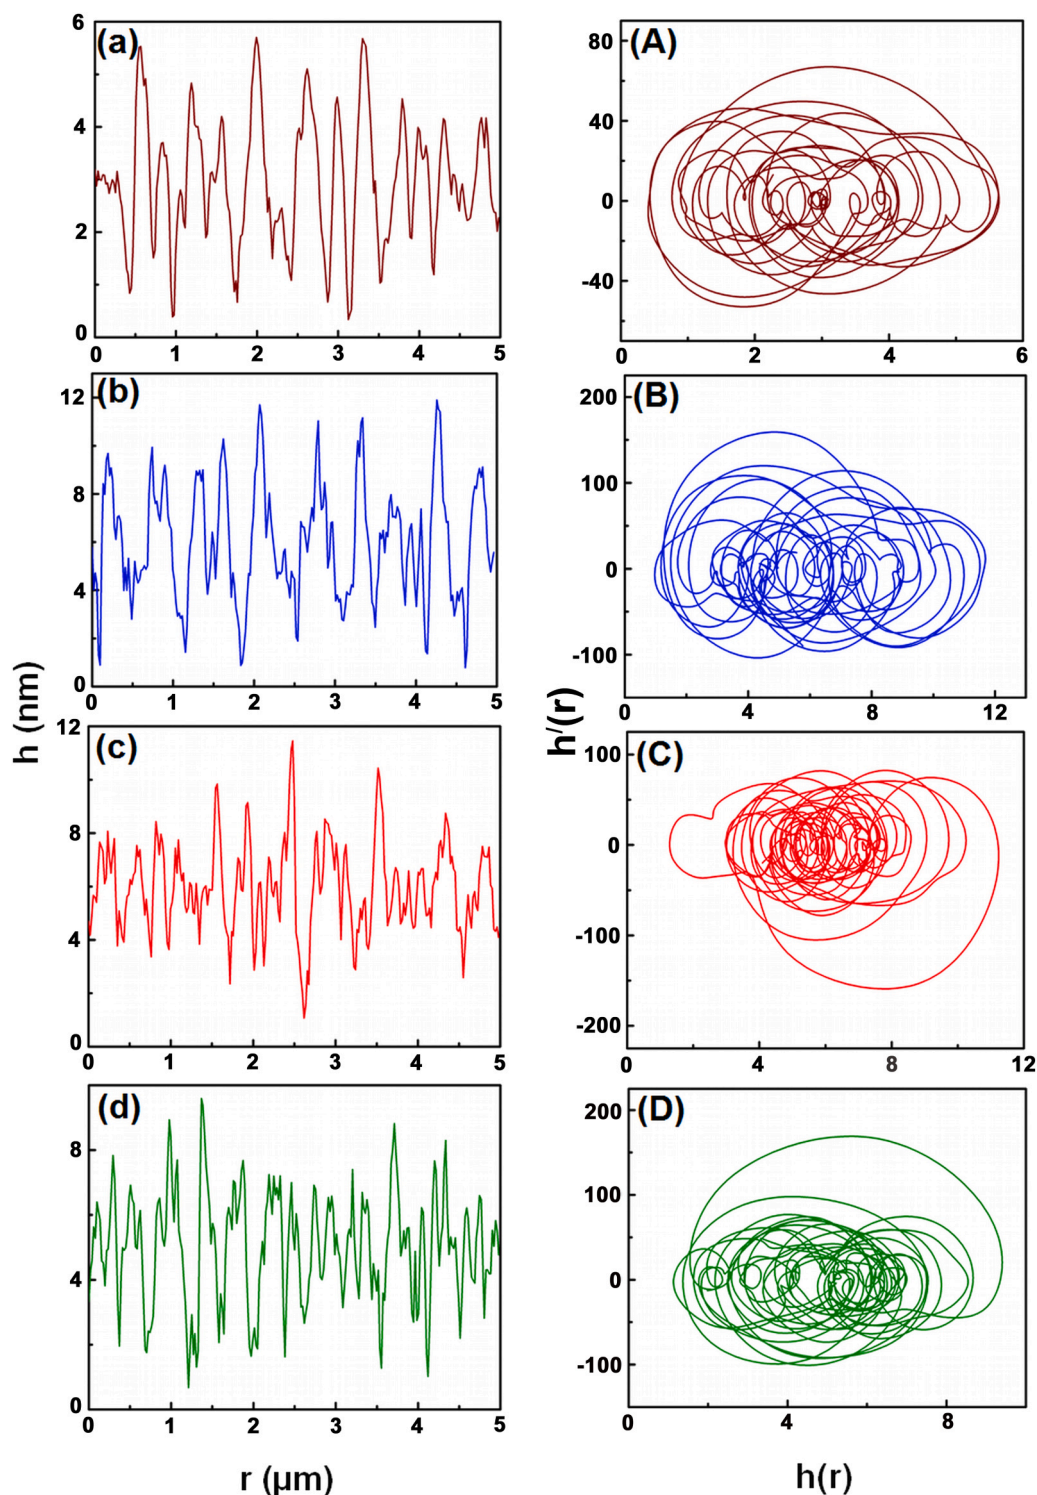 (a)
6
4
2
0
0 1 2 3 4 5
(A)
80
40
0
-40
0 2 4 6
(b)
12
8
4
0
0 1 2 3 4 5
(B)
200
100
0
-100
0 4 8 12
h (nm)
h/(r)
(c)
12
8
4
0
0 1 2 3 4 5
(C)
100
0
-100
-200
0 4 8 12
(d)
8
4
0
0 1 2 3 4 5
(D)
200
100
0
-100
0 4 8
r (μm)
h(r)